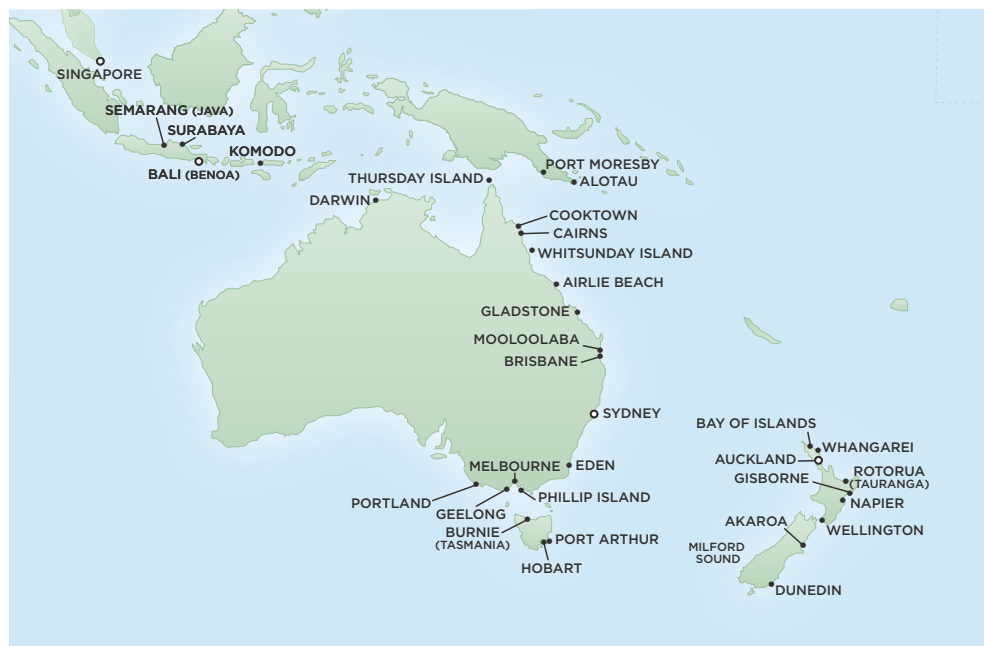 SINGAPORE
SEMARANG (JAVA)
SURABAYA
KOMODO
BALI (BENOA)
PORT MORESBY
THURSDAY ISLAND
ALOTAU
DARWIN
COOKTOWN
CAIRNS
WHITSUNDAY ISLAND
AIRLIE BEACH
GLADSTONE
MOOLOOLABA
BRISBANE
SYDNEY
BAY OF ISLANDS
WHANGAREI
AUCKLAND
MELBOURNE
EDEN
ROTORUA
(TAURANGA)
GISBORNE
PORTLAND
PHILLIP ISLAND
NAPIER
GEELONG
AKAROA
WELLINGTON
BURNIE
(TASMANIA)
PORT ARTHUR
MILFORD
SOUND
HOBART
DUNEDIN